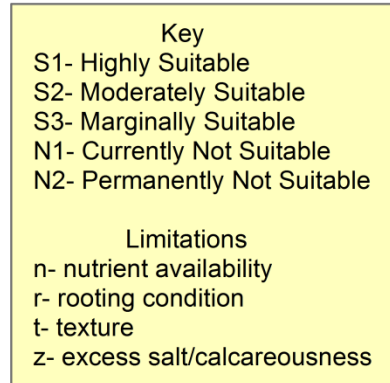 Key
S1- Highly Suitable
S2- Moderately Suitable
S3- Marginally Suitable
N1- Currently Not Suitable
N2- Permanently Not Suitable
Limitations
n- nutrient availability
r- rooting condition
t- texture
z- excess salt/calcareousness